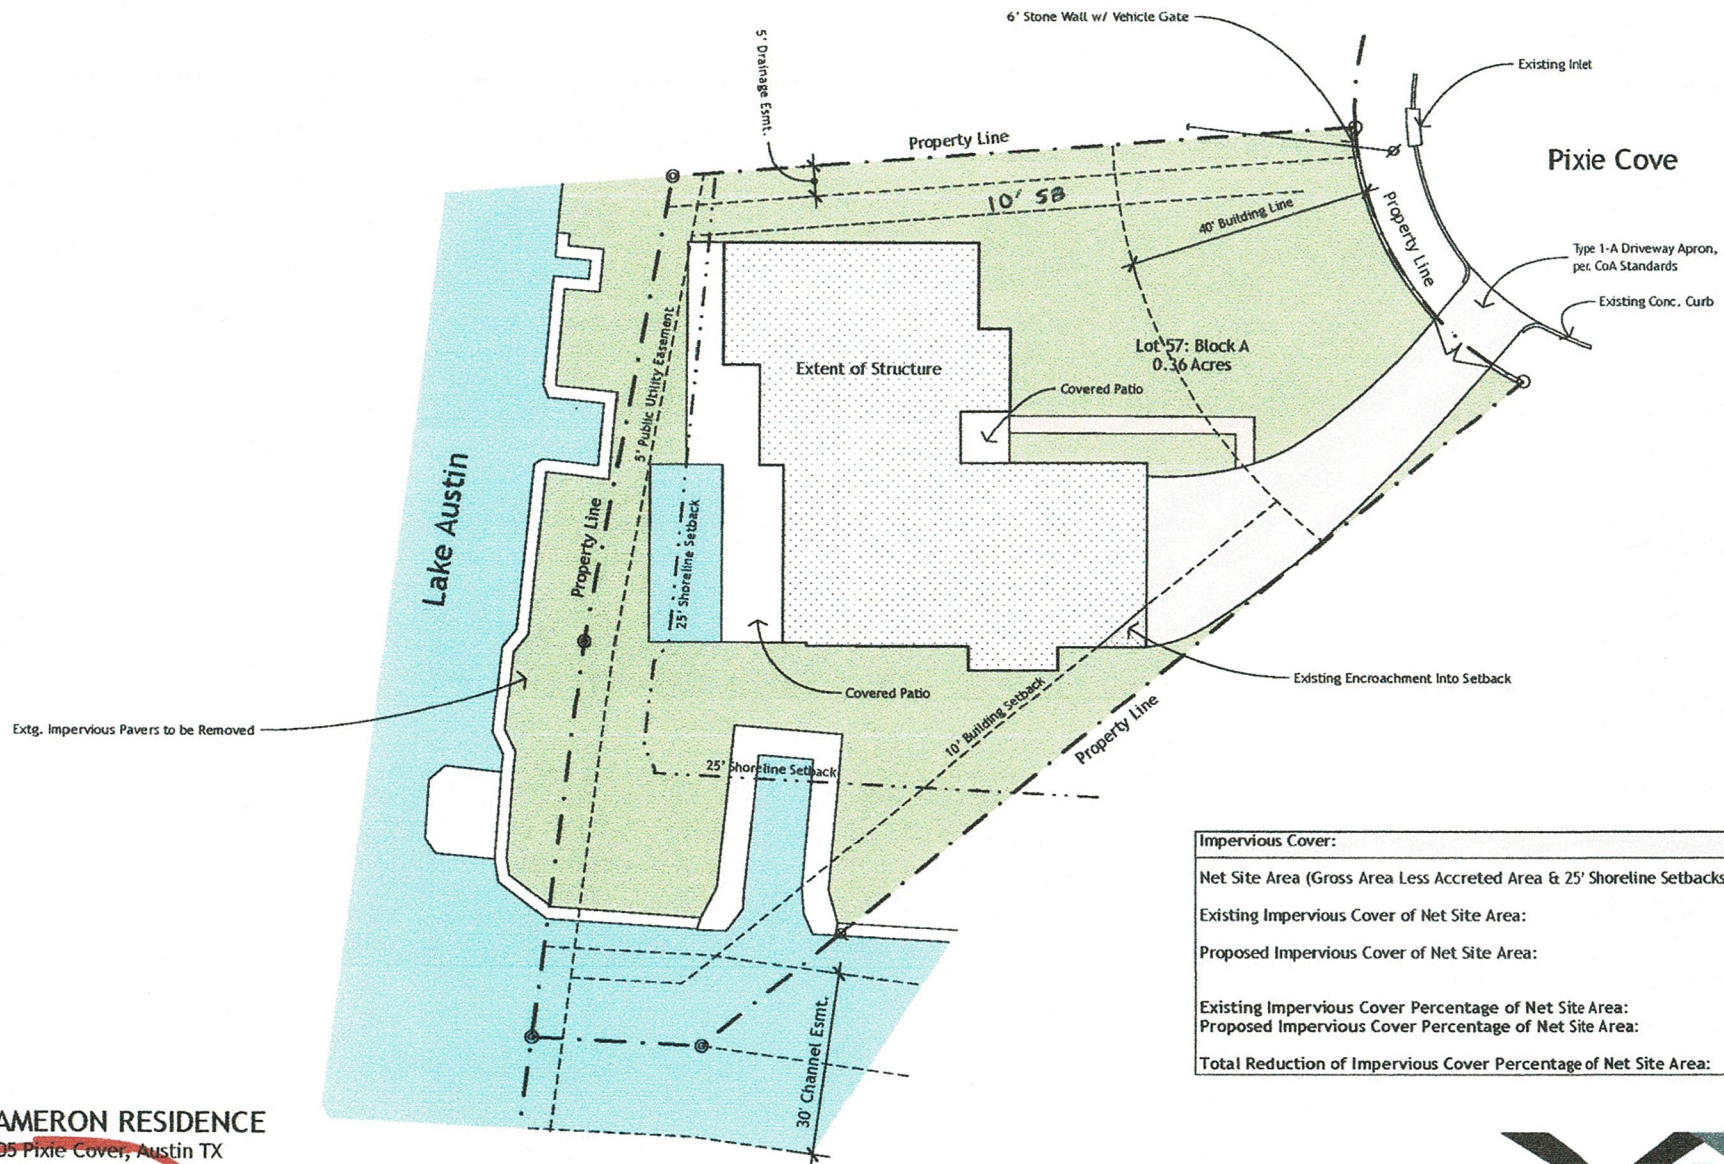 6' Stone Wall w/ Vehicle Gate
Existing Inlet
5' Drainage Esmt.
Property Line
Pixie Cove
10' SB
40' Building Line
Property Line
Type 1-A Driveway Apron,
per. CoA Standards
Existing Conc. Curb
Lot 57: Block A
0.36 Acres
Extent of Structure
Covered Patio
5' Public Utility Easement
Lake Austin
Property Line
25' Shoreline Setback
Extg. Impervious Pavers to be Removed
Covered Patio
Existing Encroachment Into Setback
10' Building Setback
Property Line
25' Shoreline Setback
30' Channel Esmt.
Impervious Cover:
Net Site Area (Gross Area Less Accreted Area & 25' Shoreline Setbacks
Existing Impervious Cover of Net Site Area:
Proposed Impervious Cover of Net Site Area:
Existing Impervious Cover Percentage of Net Site Area:
Proposed Impervious Cover Percentage of Net Site Area:
Total Reduction of Impervious Cover Percentage of Net Site Area:
AMERON RESIDENCE
05 Pixie Cover, Austin TX